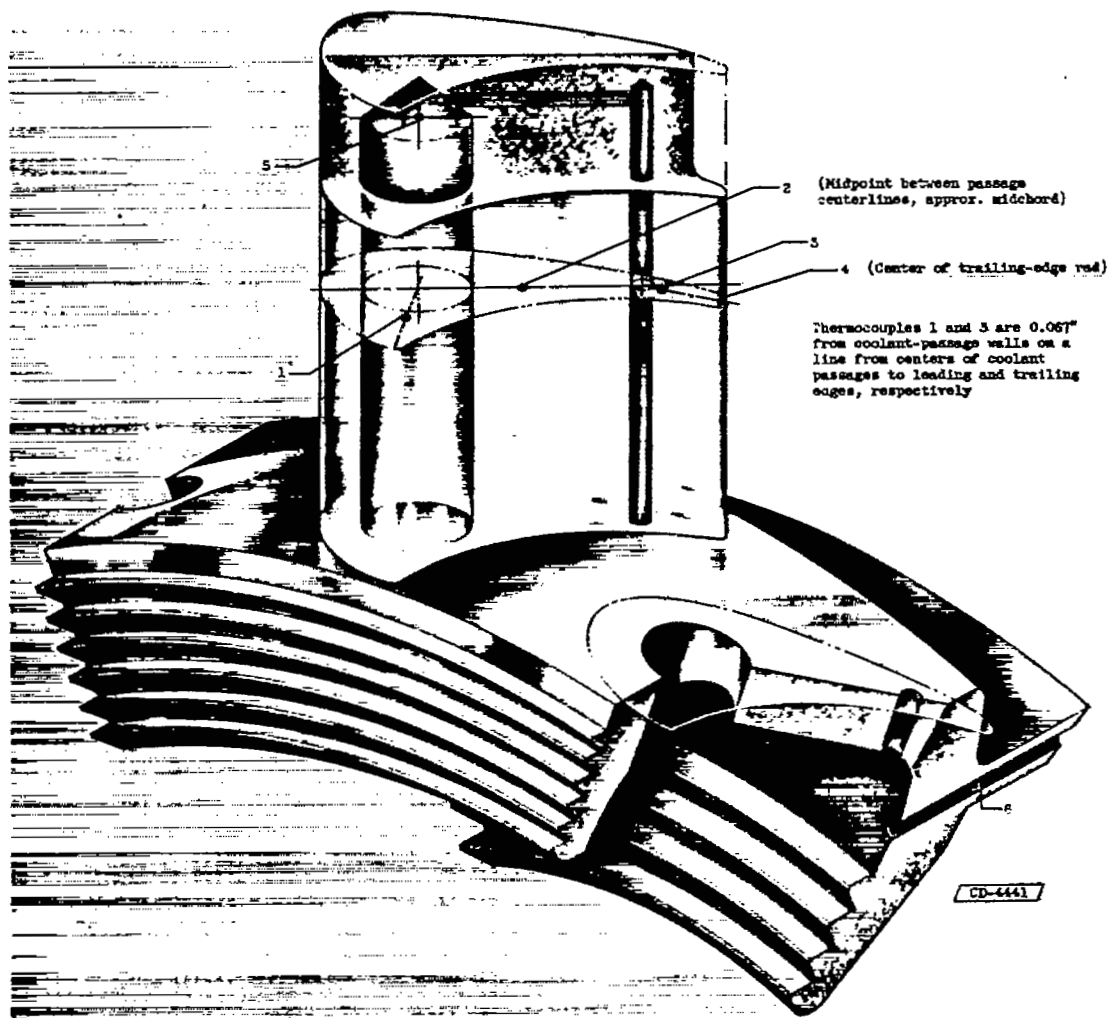 5
2 (Midpoint between passage
centerlines, approx. midchord)
3
4 (Center of trailing-edge rod)
Thermocouples 1 and 3 are 0.067"
from coolant-passage walls on a
line from centers of coolant
passages to leading and trailing
edges, respectively
1
6
CD-4441